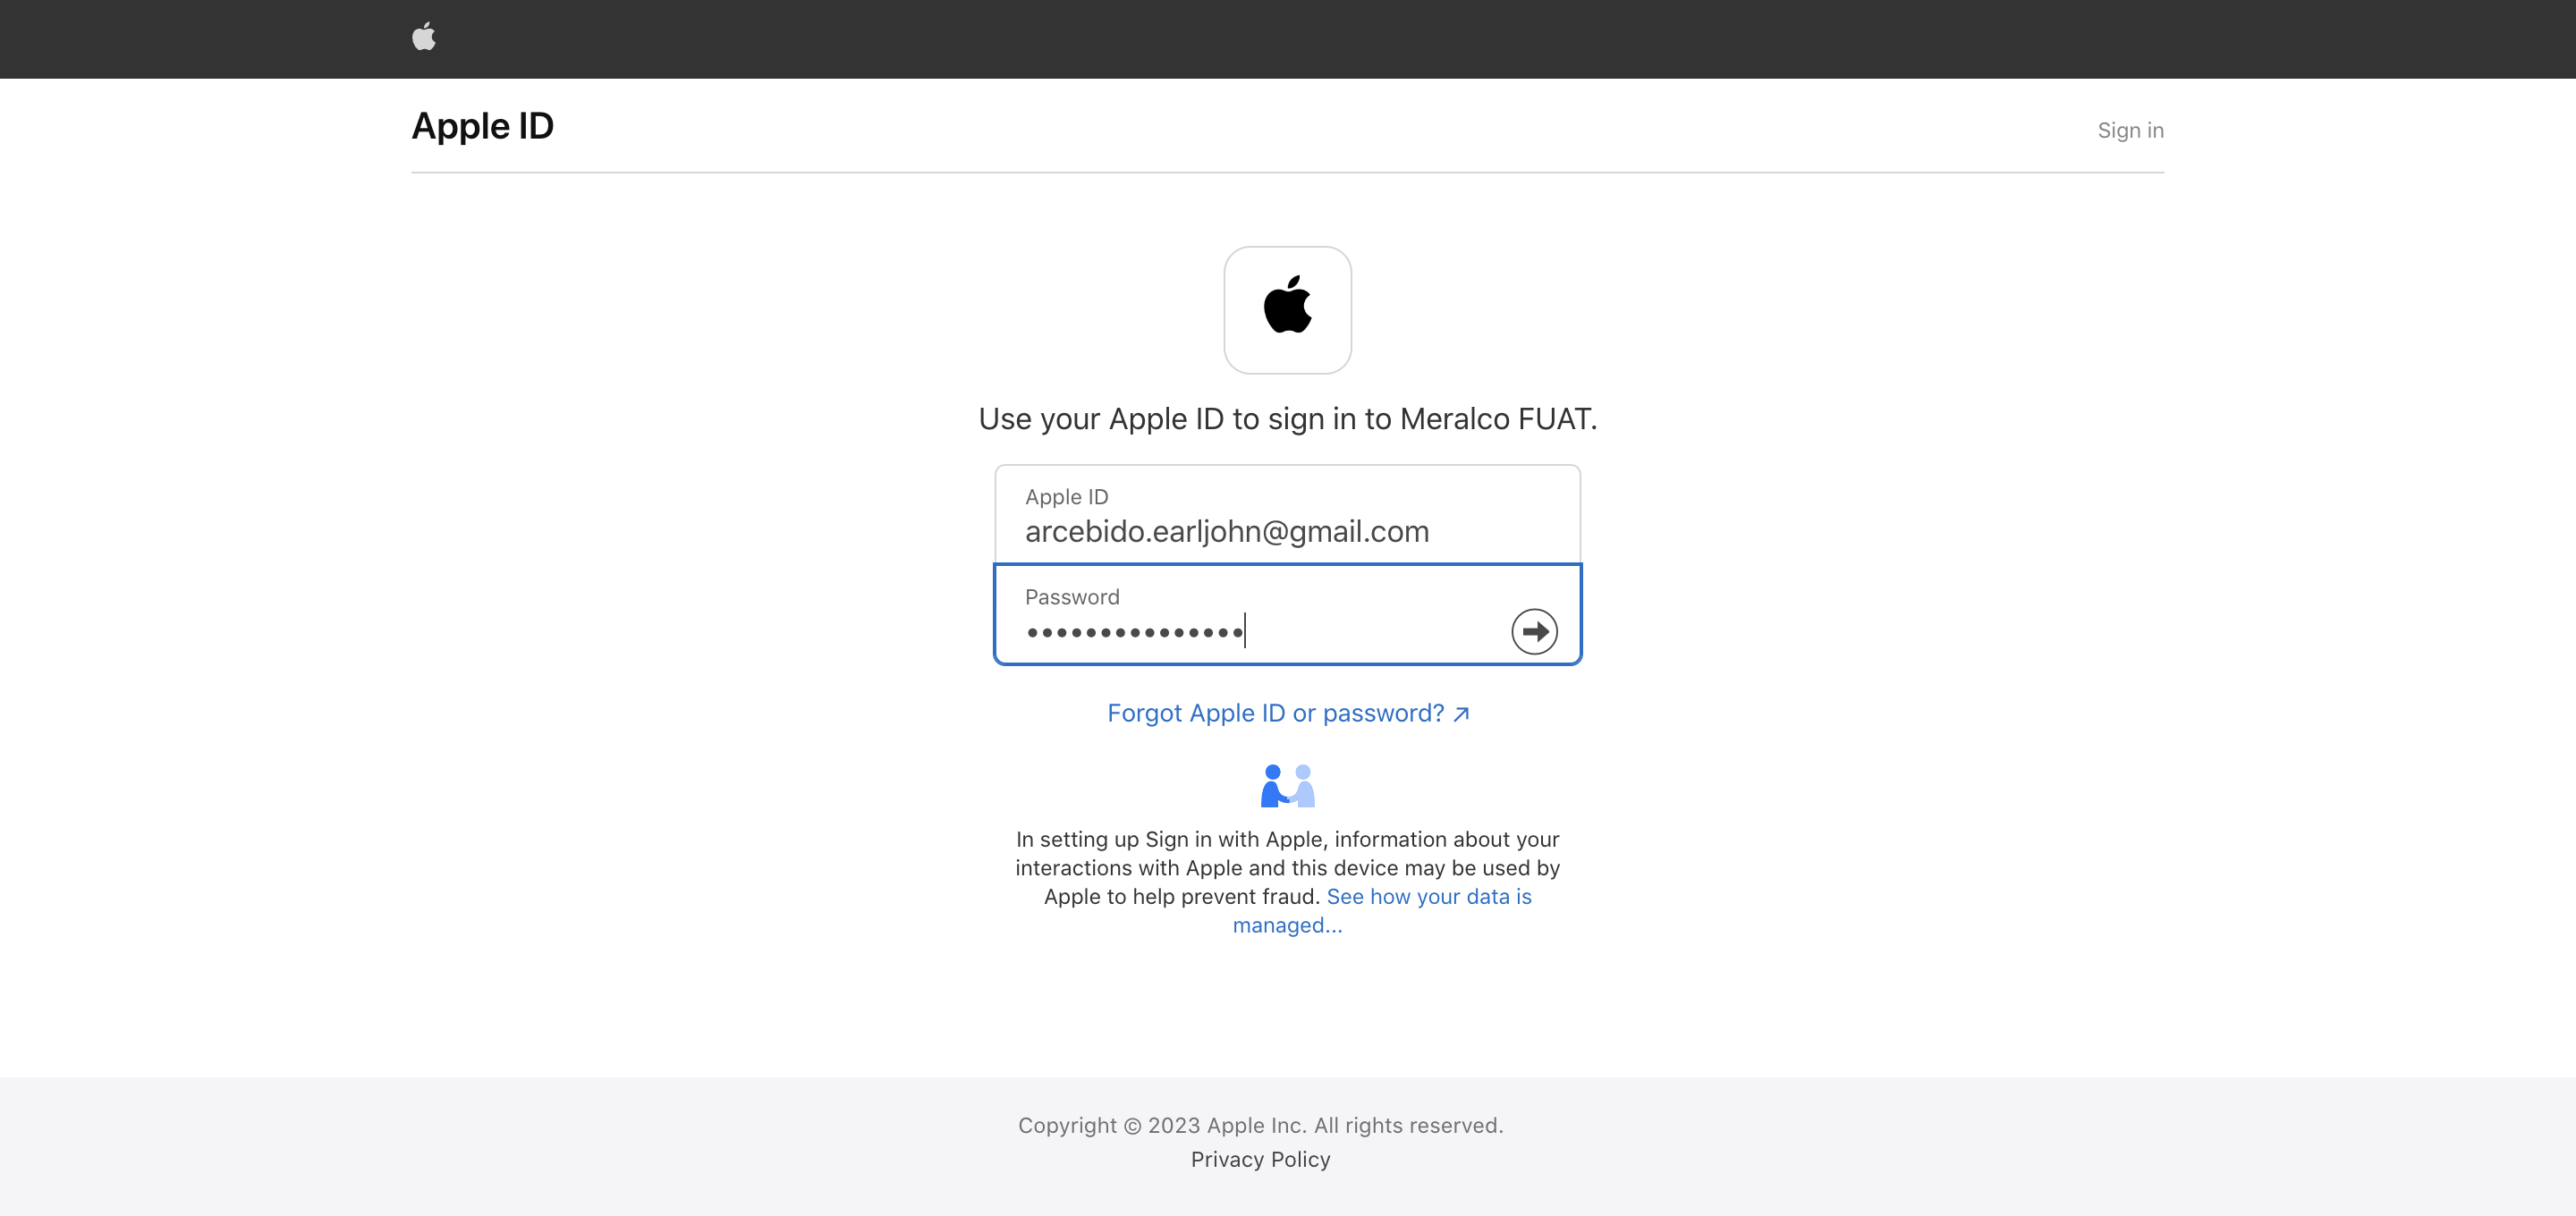 Apple ID
Sign in
Use your Apple ID to sign in to Meralco FUAT.
Apple ID
arcebido.earljohn@gmail.com
Password
•••••••••••••••
Forgot Apple ID or password? ↗
In setting up Sign in with Apple, information about your
interactions with Apple and this device may be used by
Apple to help prevent fraud. See how your data is
managed...
Copyright © 2023 Apple Inc. All rights reserved.
Privacy Policy